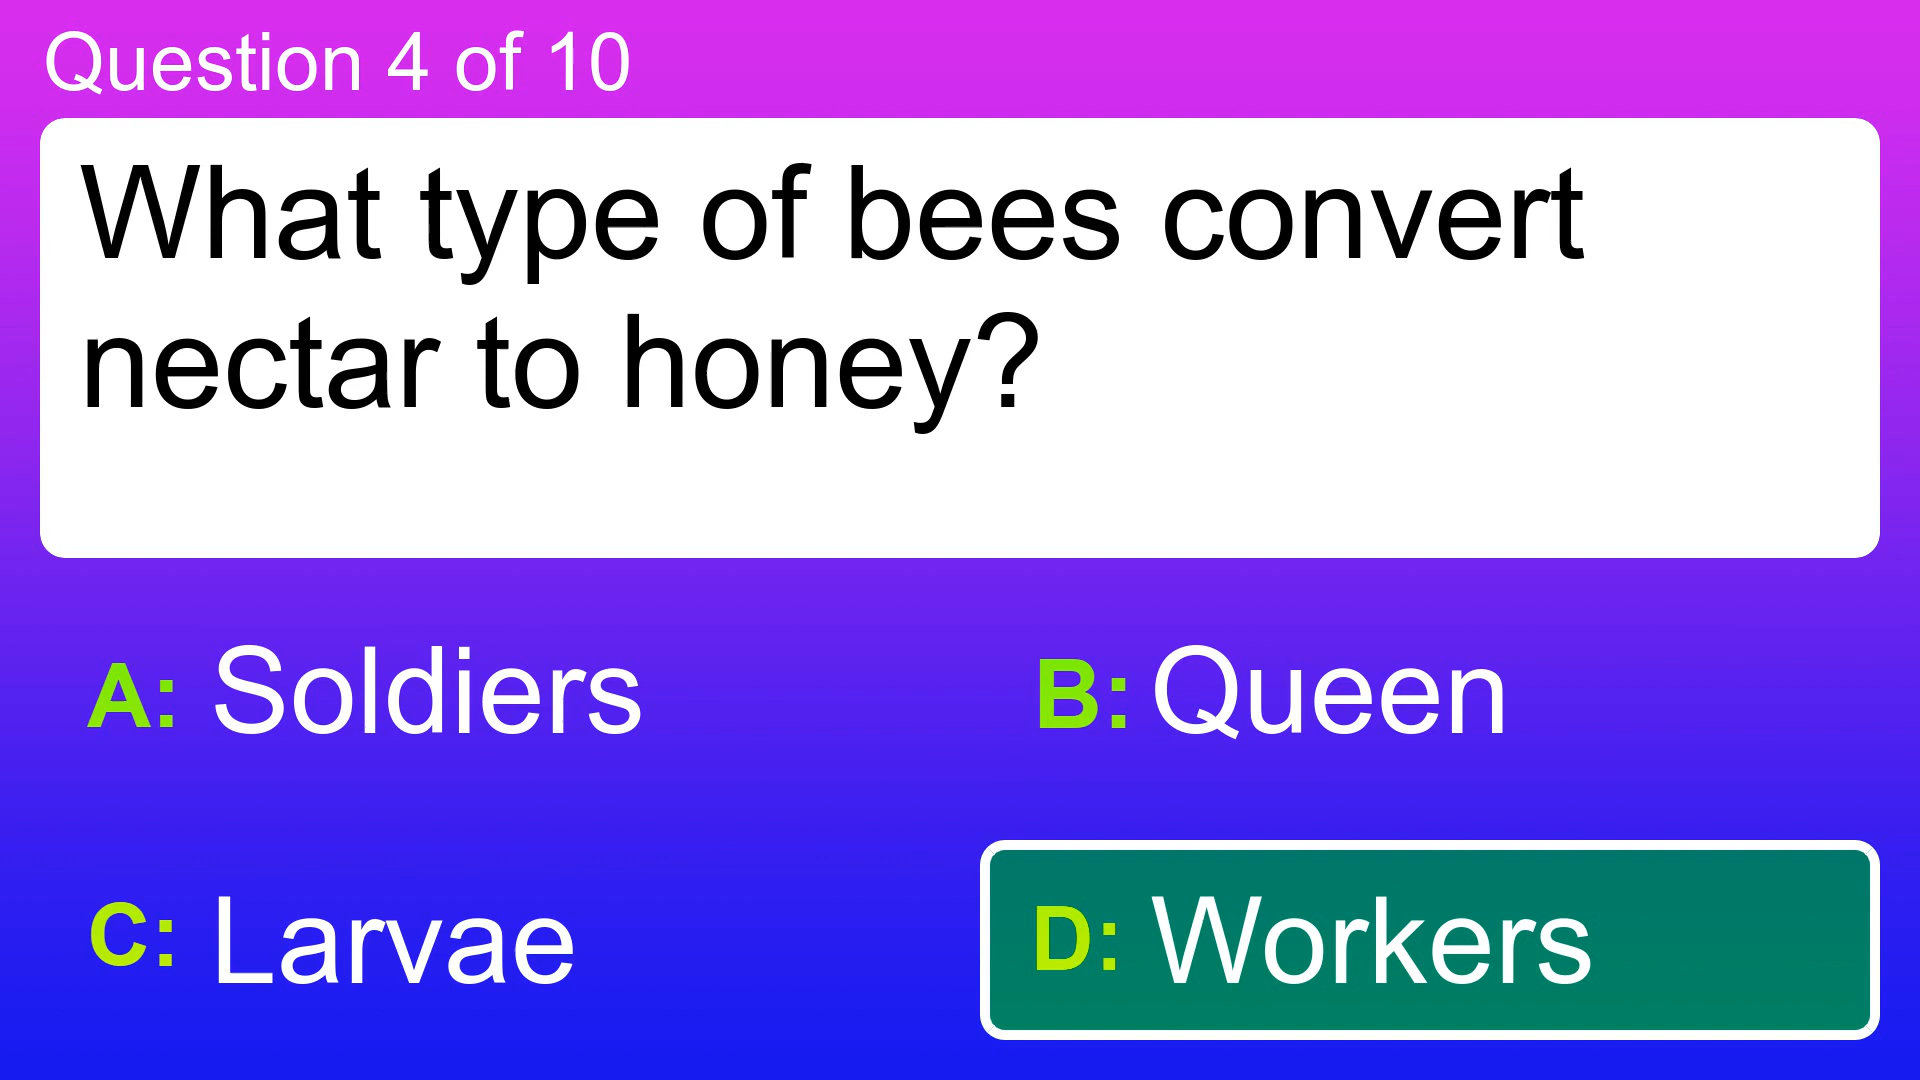 Question 4 of 10
What type of bees convert
nectar to honey?
A: Soldiers
B: Queen
C: Larvae
D: Workers